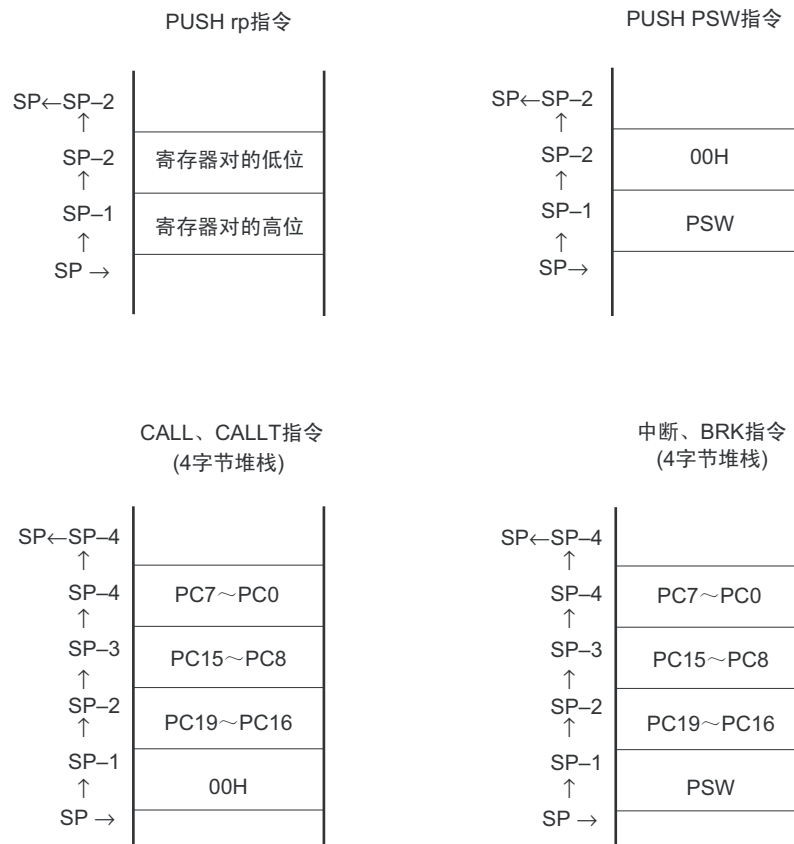 PUSH rp指令
SP←SP–2
↑
SP–2
寄存器对的低位
↑
SP–1
寄存器对的高位
↑
SP →
PUSH PSW指令
SP←SP–2
↑
SP–2
00H
↑
SP–1
PSW
↑
SP→
CALL、CALLT指令
(4字节堆栈)
SP←SP–4
↑
SP–4
PC7～PC0
↑
SP–3
PC15～PC8
↑
SP–2
PC19～PC16
↑
SP–1
00H
↑
SP →
中断、BRK指令
(4字节堆栈)
SP←SP–4
↑
SP–4
PC7～PC0
↑
SP–3
PC15～PC8
↑
SP–2
PC19～PC16
↑
SP–1
PSW
↑
SP →